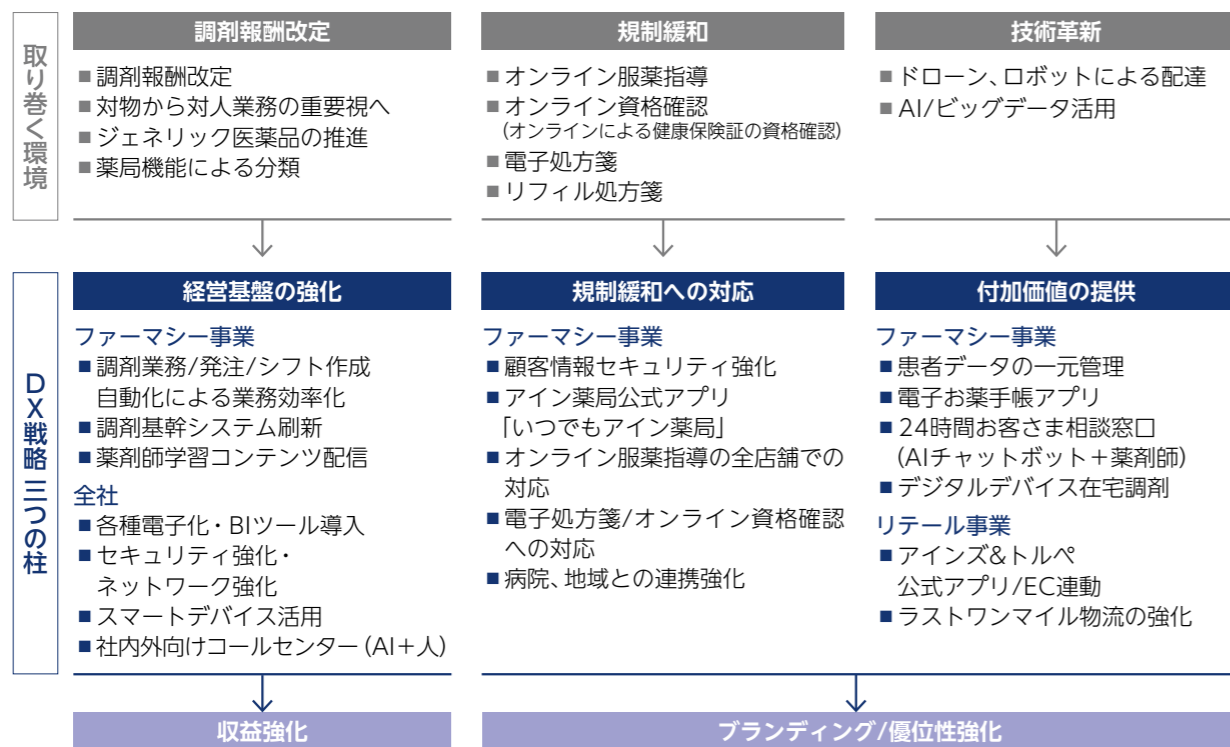 取り巻く環境
調剤報酬改定
■調剤報酬改定
■対物から対人業務の重要視へ
■ジェネリック医薬品の推進
■薬局機能による分類
規制緩和
■オンライン服薬指導
■オンライン資格確認
(オンラインによる健康保険証の資格確認)
■電子処方箋
■リフィル処方箋
技術革新
■ドローン、ロボットによる配達
■AI/ビッグデータ活用
DX戦略 三つの柱
経営基盤の強化
ファーマシー事業
■調剤業務/発注/シフト作成
自動化による業務効率化
■調剤基幹システム刷新
■薬剤師学習コンテンツ配信
全社
■各種電子化・BIツール導入
■セキュリティ強化・
ネットワーク強化
■スマートデバイス活用
■社内外向けコールセンター(AI+人)
規制緩和への対応
ファーマシー事業
■顧客情報セキュリティ強化
■アイン薬局公式アプリ
「いつでもアイン薬局」
■オンライン服薬指導の全店舗での
対応
■電子処方箋/オンライン資格確認
への対応
■病院、地域との連携強化
付加価値の提供
ファーマシー事業
■患者データの一元管理
■電子お薬手帳アプリ
■24時間お客さま相談窓口
(AIチャットボット+薬剤師)
■デジタルデバイス在宅調剤
リテール事業
■アインズ&トルペ
公式アプリ/EC連動
■ラストワンマイル物流の強化
収益強化
ブランディング/優位性強化